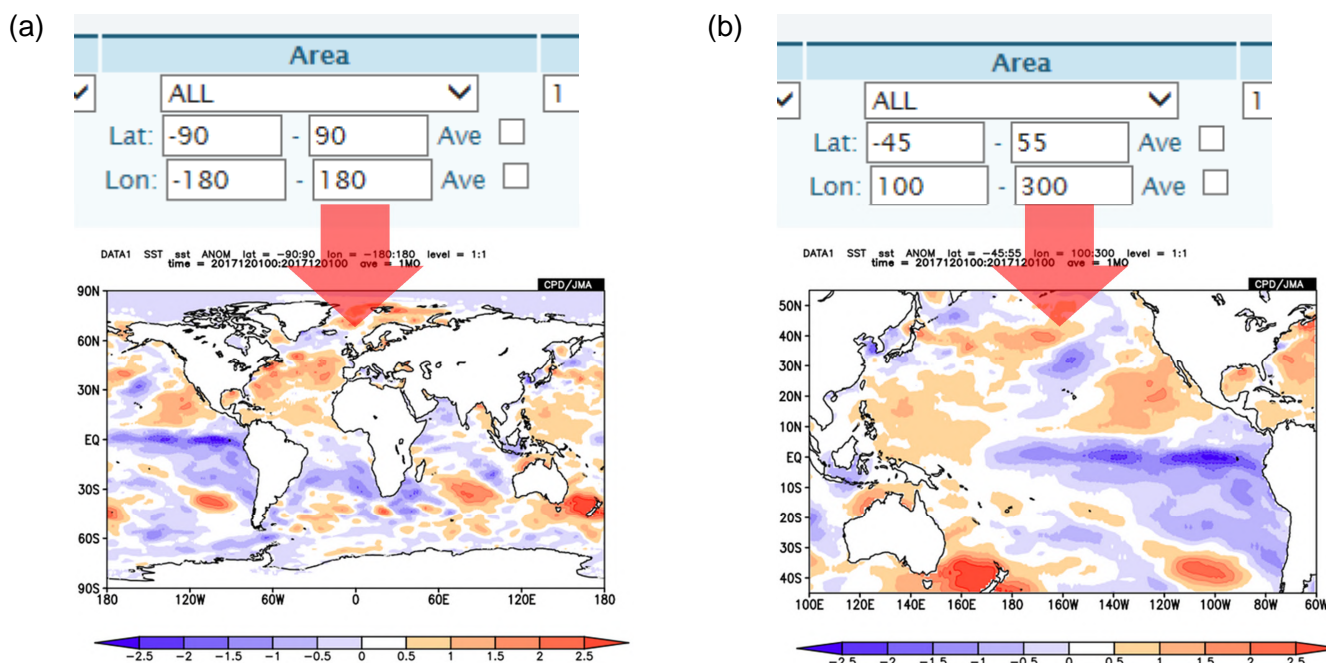 (a)
Area
ALL
1
Lat: -90 - 90 Ave
Lon: -180 - 180 Ave
DATA1 SST sst ANOM lat = -90:90 lon = -180:180 level = 1:1
time = 2017120100:2017120100 ave = 1MO
CPD/JMA
90N
60N
30N
EQ
30S
60S
90S
120W 60W 0 60E 120E 180
-2.5 -2 -1.5 -1 -0.5 0 0.5 1 1.5 2 2.5
(b)
Area
ALL
1
Lat: -45 - 55 Ave
Lon: 100 - 300 Ave
DATA1 SST sst ANOM lat = -45:55 lon = 100:300 level = 1:1
time = 2017120100:2017120100 ave = 1MO
CPD/JMA
50N
40N
30N
20N
10N
EQ
10S
20S
30S
40S
100E 120E 140E 160E 180 160W 140W 120W 100W 80W 60W
-2.5 -2 -1.5 -1 -0.5 0 0.5 1 1.5 2 2.5